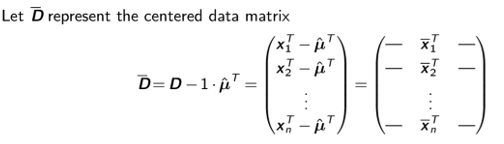 Let D̅ represent the centered data matrix
D̅ = D − 1 · μ̂ᵀ = ( x₁ᵀ − μ̂ᵀ x₂ᵀ − μ̂ᵀ ⋮ xₙᵀ − μ̂ᵀ ) = ( — x̅₁ᵀ — — x̅₂ᵀ — ⋮ — x̅ₙᵀ — )